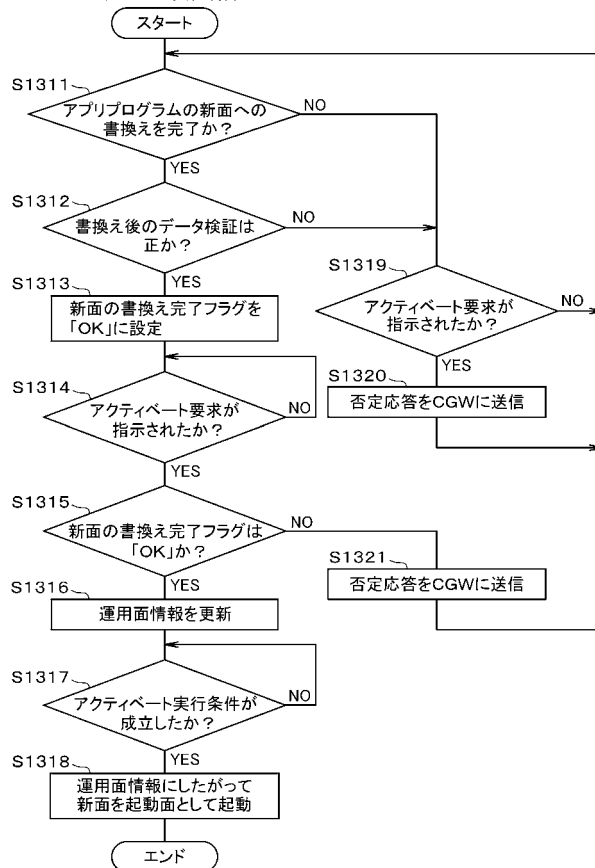 スタート
S1311
アプリプログラムの新面への
書換えを完了か？
NO
YES
S1312
書換え後のデータ検証は
正か？
NO
YES
S1313
新面の書換え完了フラグを
「OK」に設定
S1314
アクティベート要求が
指示されたか？
NO
YES
S1315
新面の書換え完了フラグは
「OK」か？
NO
YES
S1316
運用面情報を更新
S1317
アクティベート実行条件が
成立したか？
NO
YES
S1318
運用面情報にしたがって
新面を起動面として起動
エンド
S1319
アクティベート要求が
指示されたか？
NO
YES
S1320
否定応答をCGWに送信
S1321
否定応答をCGWに送信